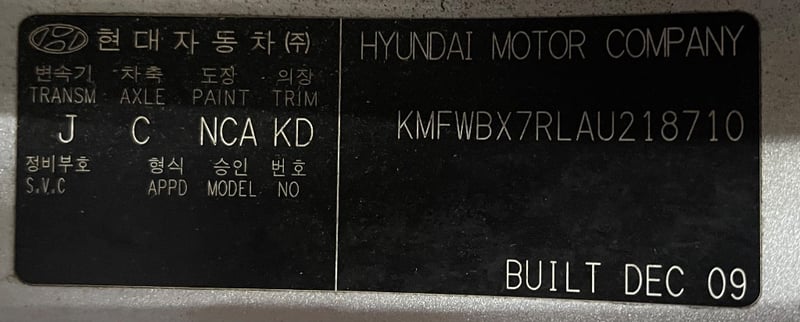 현대자동차㈜
변속기 차축 도장 의장
TRANSM AXLE PAINT TRIM
J C NCA KD
정비부호 형식 승인 번호
S.V.C APPD MODEL NO
HYUNDAI MOTOR COMPANY
KMFWBX7RLAU218710
BUILT DEC 09